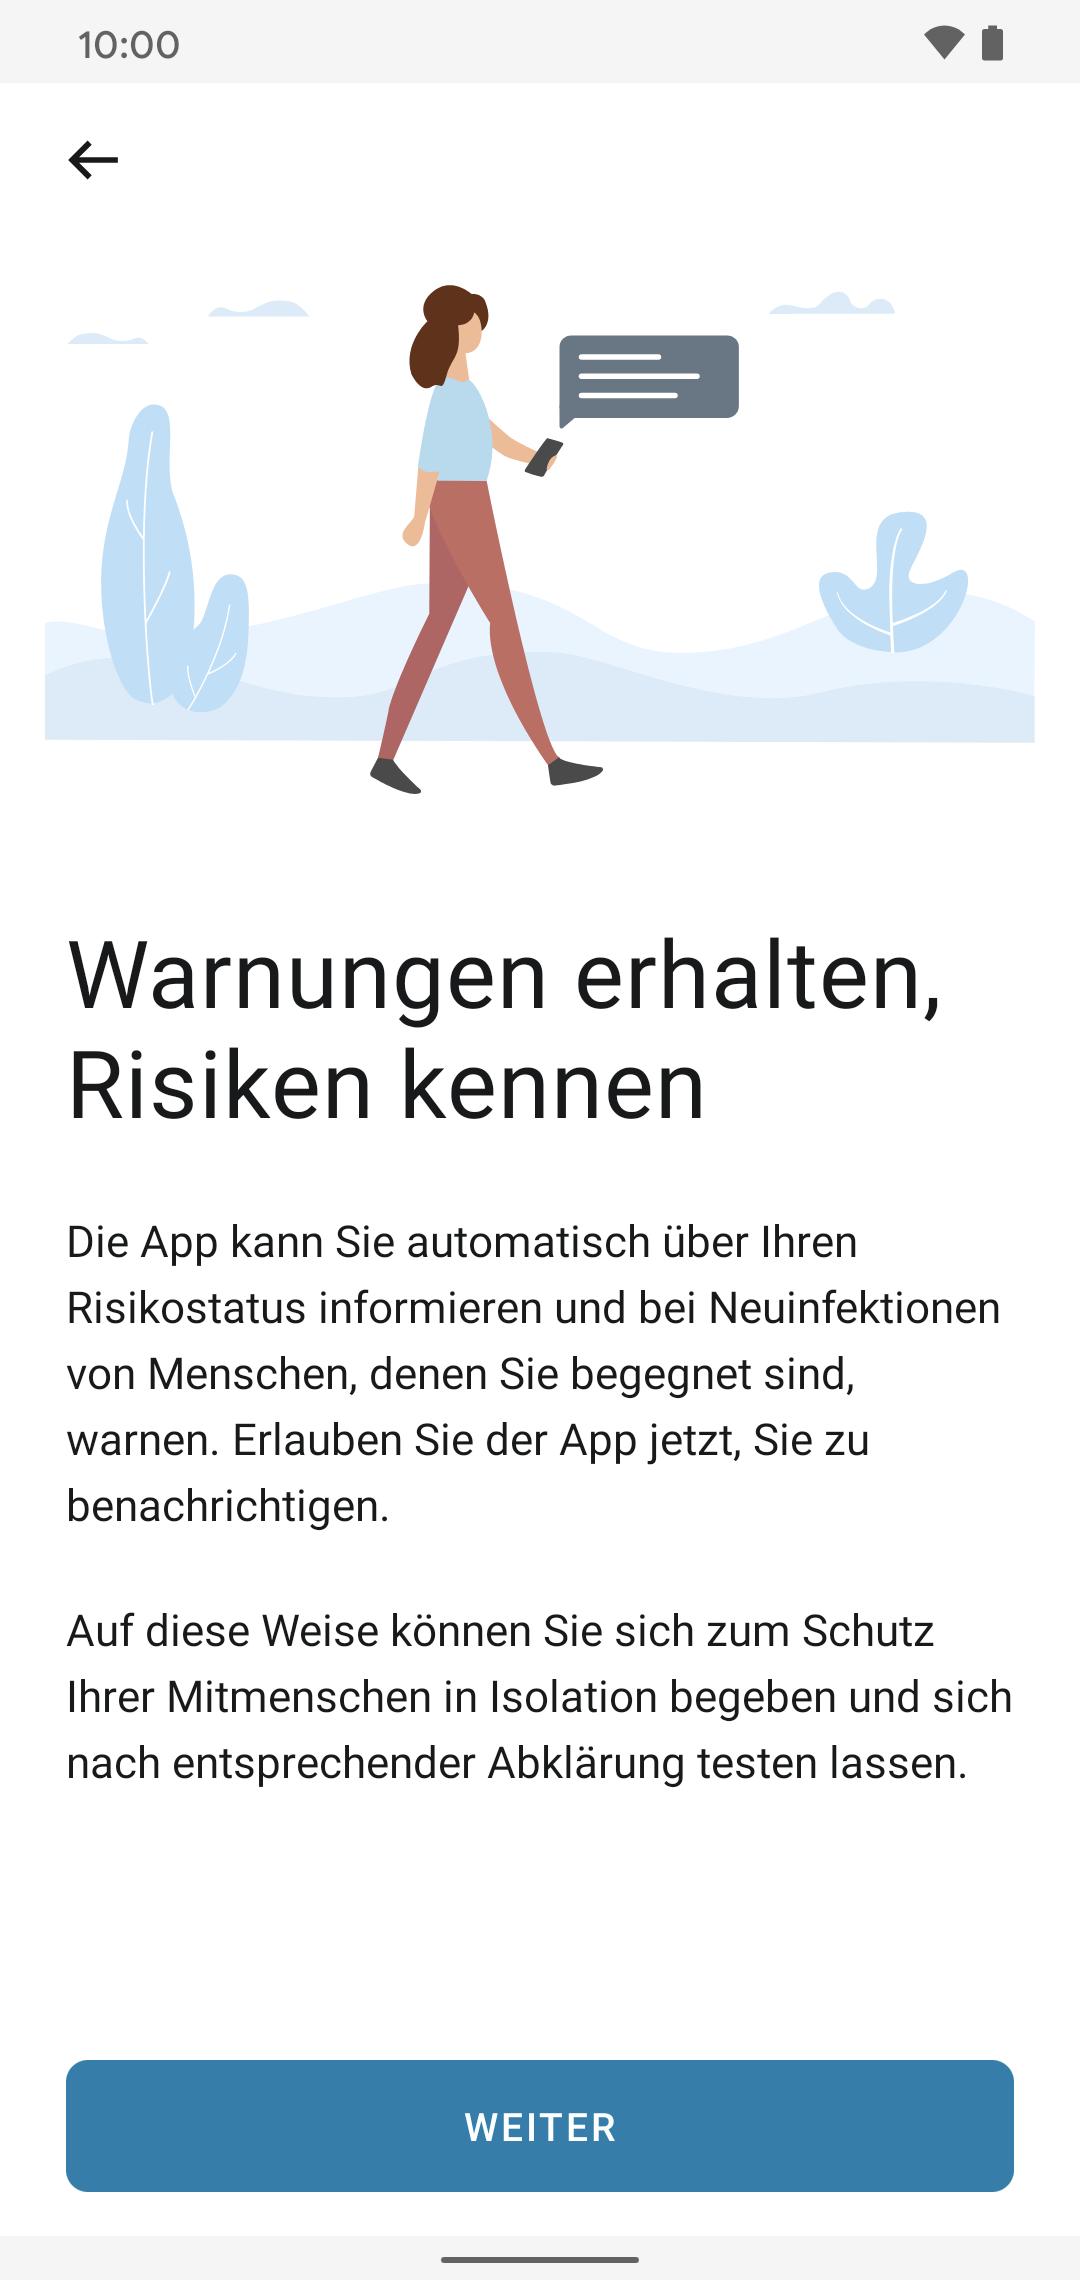 10:00
Warnungen erhalten,
Risiken kennen
Die App kann Sie automatisch über Ihren
Risikostatus informieren und bei Neuinfektionen
von Menschen, denen Sie begegnet sind,
warnen. Erlauben Sie der App jetzt, Sie zu
benachrichtigen.
Auf diese Weise können Sie sich zum Schutz
Ihrer Mitmenschen in Isolation begeben und sich
nach entsprechender Abklärung testen lassen.
WEITER